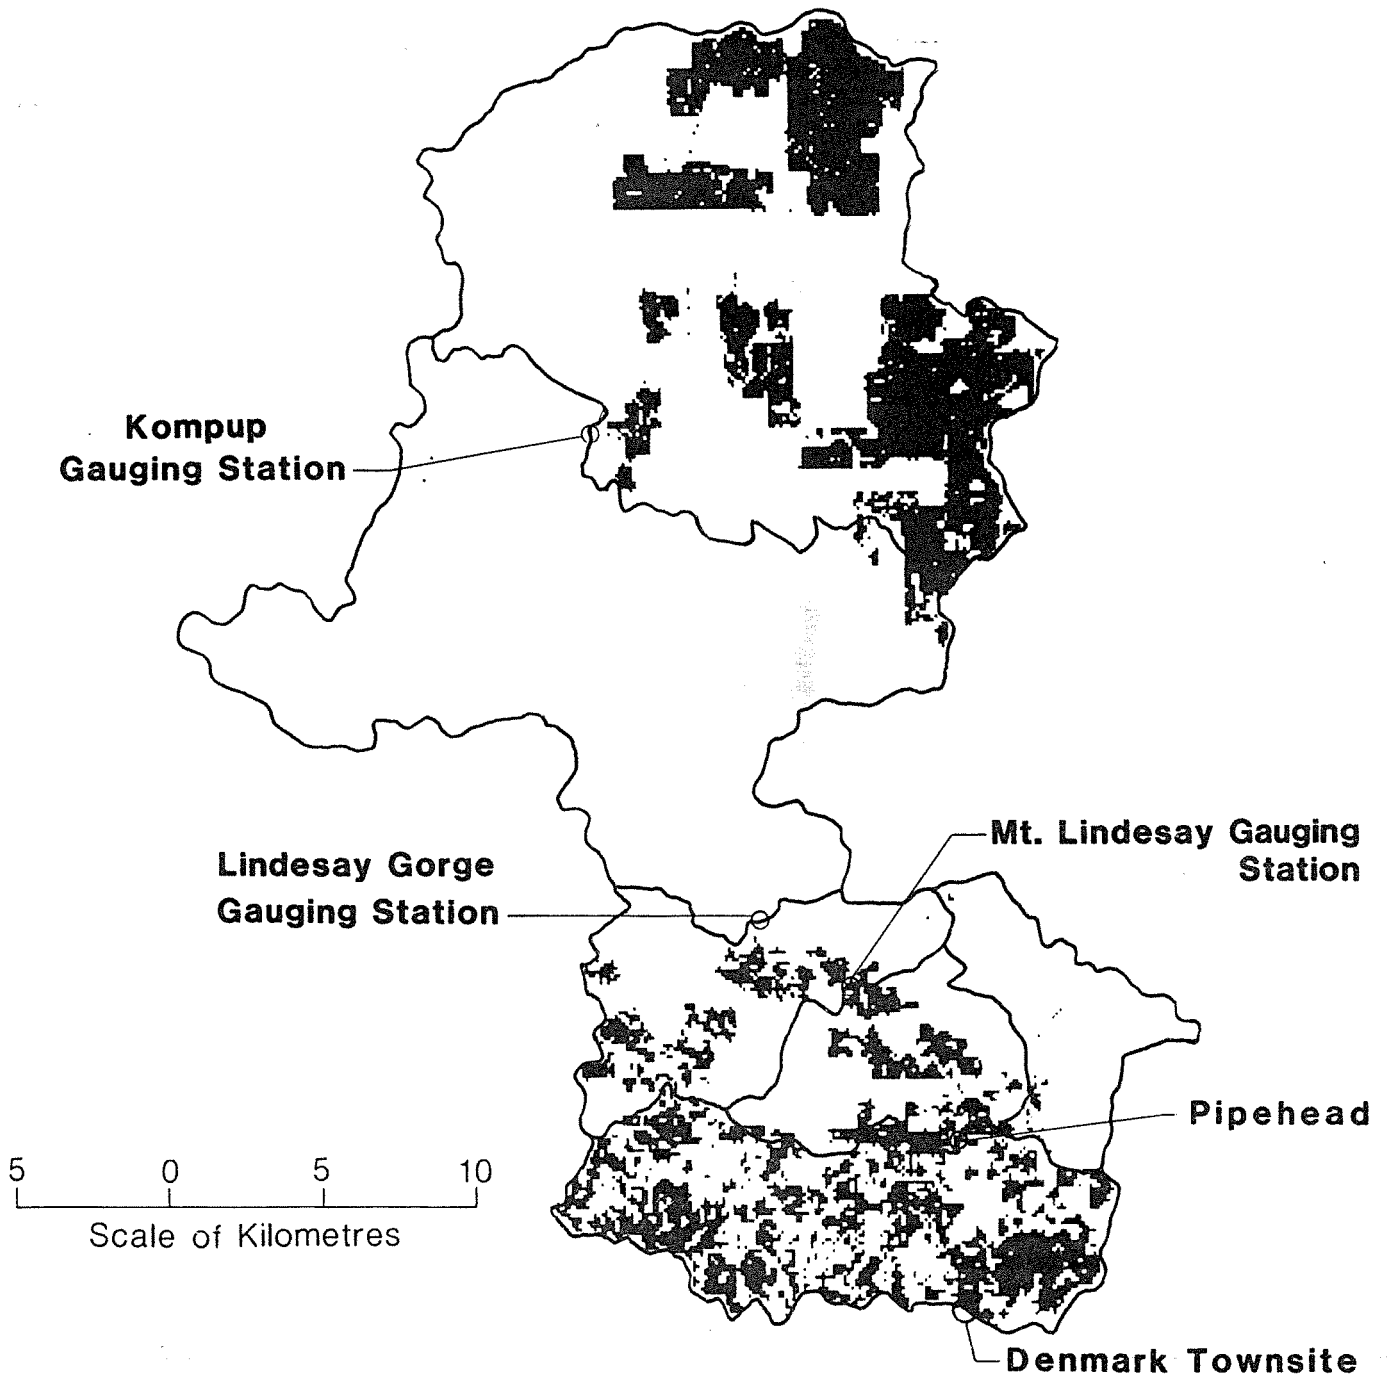 Kompup
Gauging Station
Mt. Lindesay Gauging
Station
Lindesay Gorge
Gauging Station
Pipehead
5 0 5 10
Scale of Kilometres
Denmark Townsite